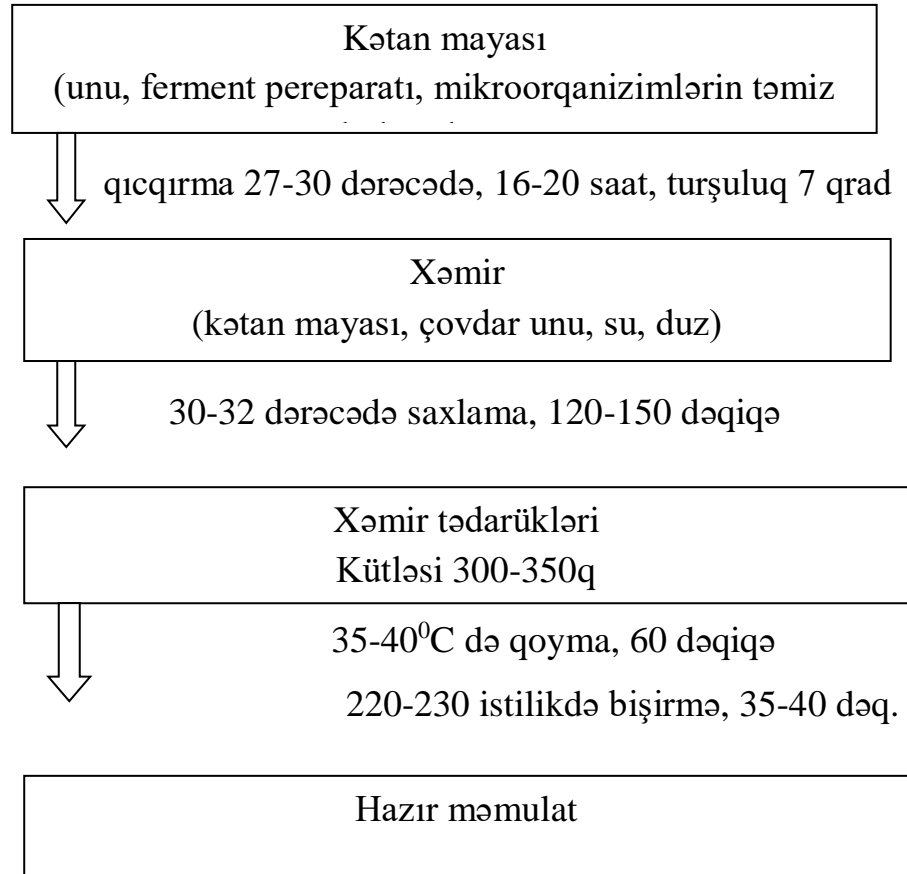 Kətan mayası
(unu, ferment pereparatı, mikroorqanizimlərin təmiz
qıcqırma 27-30 dərəcədə, 16-20 saat, turşuluq 7 qrad
Xəmir
(kətan mayası, çovdar unu, su, duz)
30-32 dərəcədə saxlama, 120-150 dəqiqə
Xəmir tədarükləri
Kütləsi 300-350q
35-40⁰C də qoyma, 60 dəqiqə
220-230 istilikdə bişirmə, 35-40 dəq.
Hazır məmulat